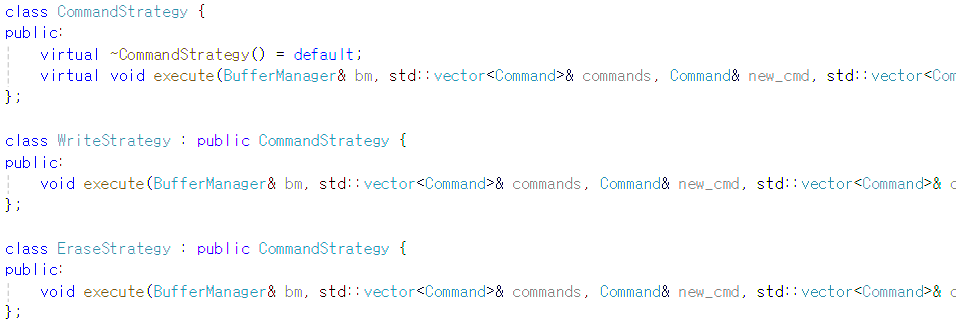 class CommandStrategy {
public:
    virtual ~CommandStrategy() = default;
    virtual void execute(BufferManager& bm, std::vector<Command>& commands, Command& new_cmd, std::vector<Com
};

class WriteStrategy : public CommandStrategy {
public:
    void execute(BufferManager& bm, std::vector<Command>& commands, Command& new_cmd, std::vector<Command>& c
};

class EraseStrategy : public CommandStrategy {
public:
    void execute(BufferManager& bm, std::vector<Command>& commands, Command& new_cmd, std::vector<Command>& c
};